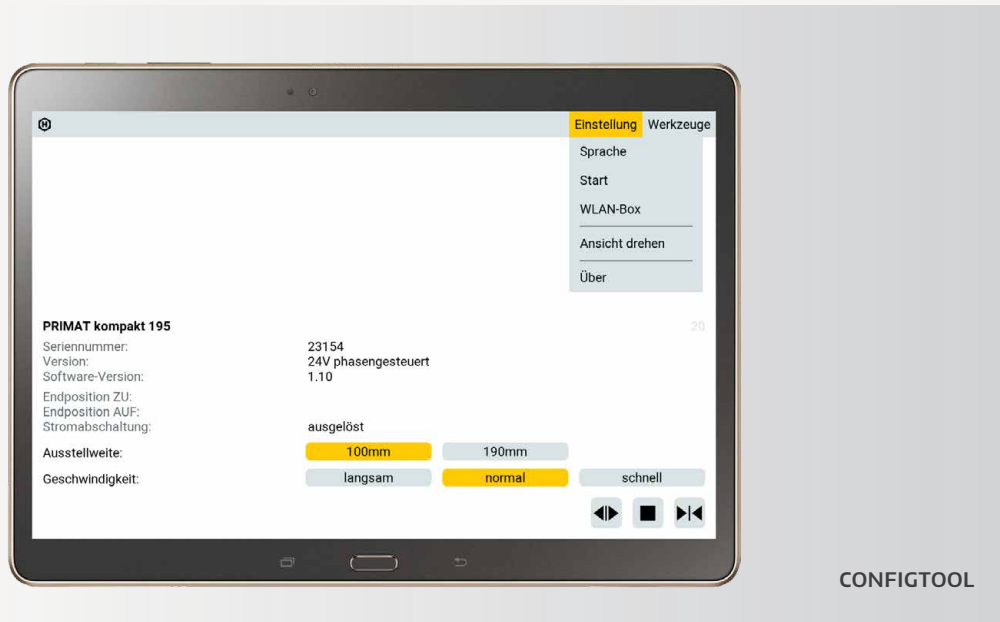 Einstellung Werkzeuge
Sprache
Start
WLAN-Box
Ansicht drehen
Über
PRIMAT kompakt 195 20
Seriennummer: 23154
Version: 24V phasengesteuert
Software-Version: 1.10
Endposition ZU:
Endposition AUF:
Stromabschaltung: ausgelöst
Ausstellweite: 100mm 190mm
Geschwindigkeit: langsam normal schnell
CONFIGTOOL